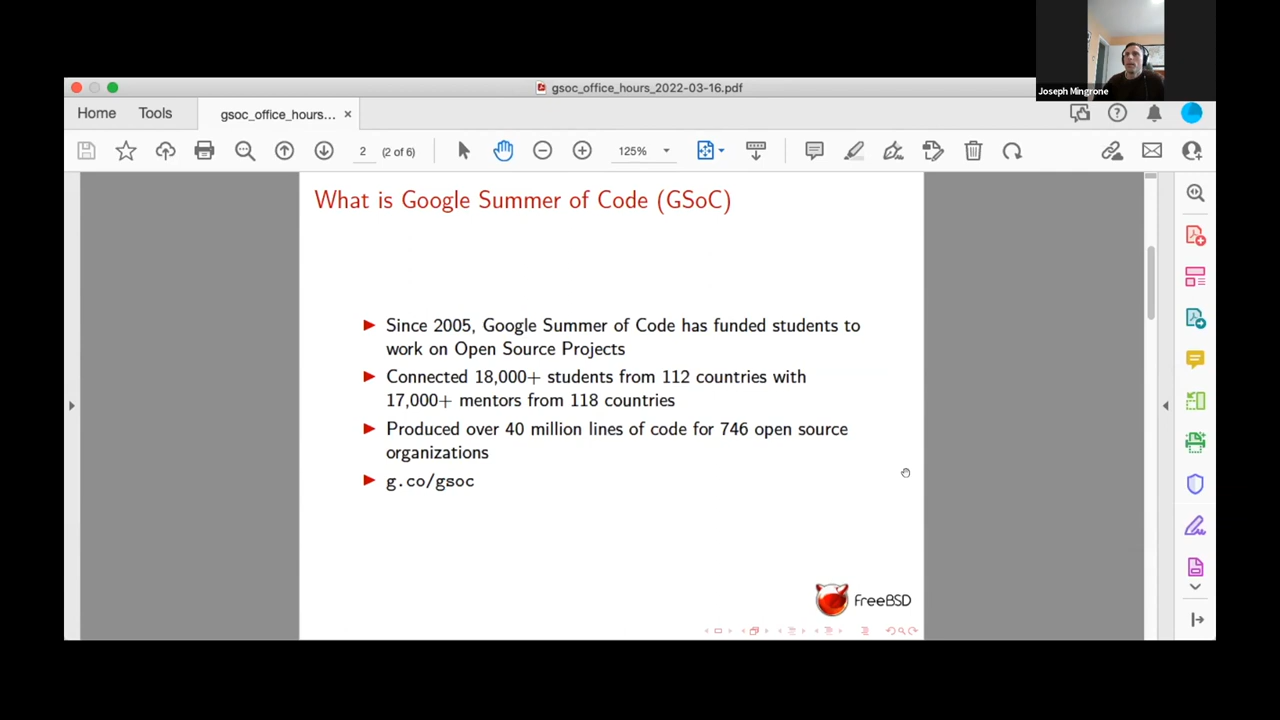 gsoc_office_hours_2022-03-16.pdf
Joseph Mingrone
Home
Tools
gsoc_office_hours...
2
(2 of 6)
125%
What is Google Summer of Code (GSoC)
Since 2005, Google Summer of Code has funded students to
work on Open Source Projects
Connected 18,000+ students from 112 countries with
17,000+ mentors from 118 countries
Produced over 40 million lines of code for 746 open source
organizations
g.co/gsoc
FreeBSD